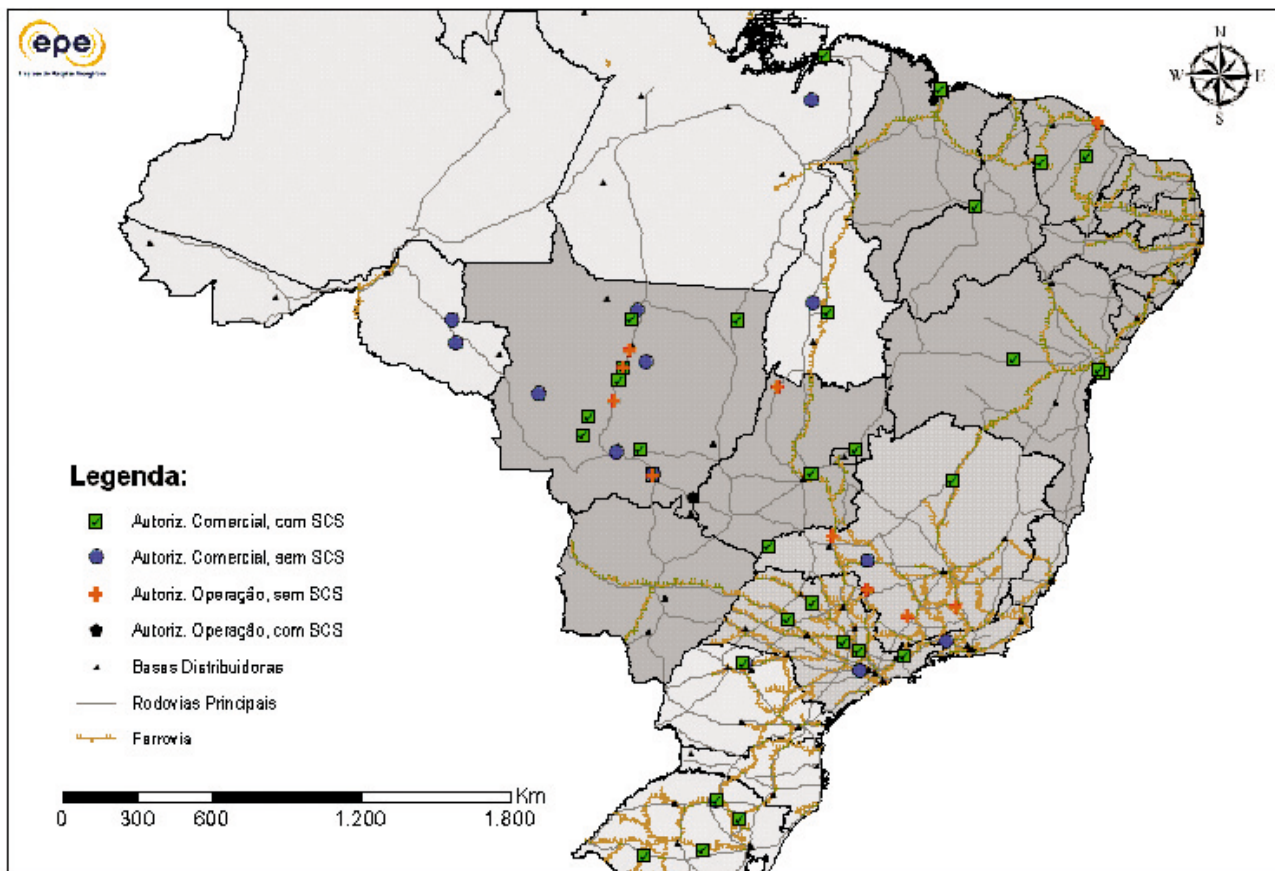 epe
N
W E
S
Legenda:
Autoriz. Comercial, com SCS
Autoriz. Comercial, sem SCS
Autoriz. Operação, sem SCS
Autoriz. Operação, com SCS
Bases Distribuidoras
Rodovias Principais
Ferrovia
Km
0 300 600 1.200 1.800